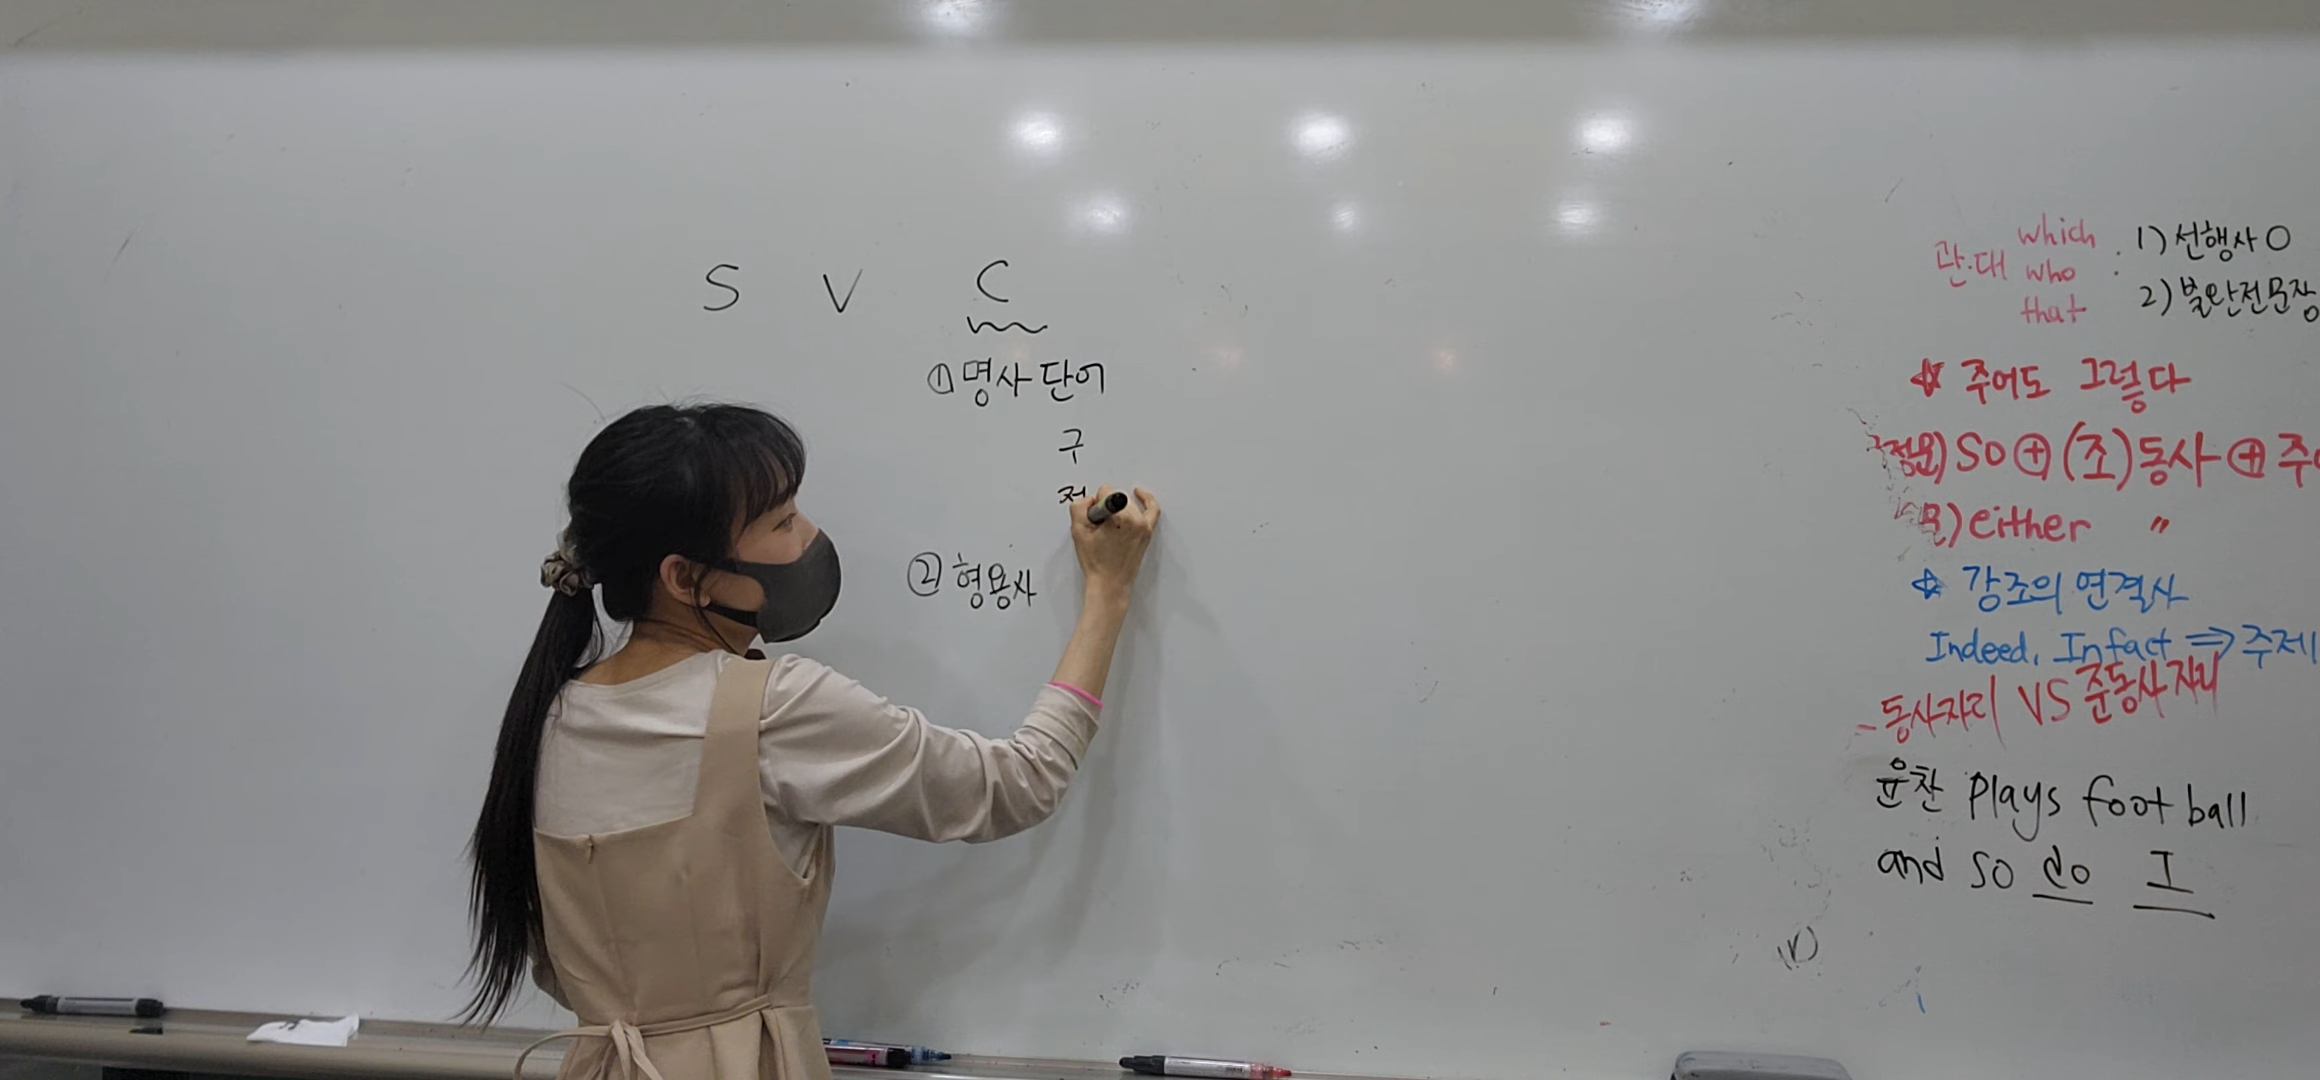 S V C
① 명사 단어
구
② 형용사
관.대 which who that : 1) 선행사 O
2) 불완전문장
☆ 주어도 그렇다
So ⊕ (조)동사 ⊕ 주어
either 〃
☆ 강조의 연결사
Indeed, Infact ⇒ 주제
- 동사자리 VS 준동사자리
윤찬 plays football
and so do I